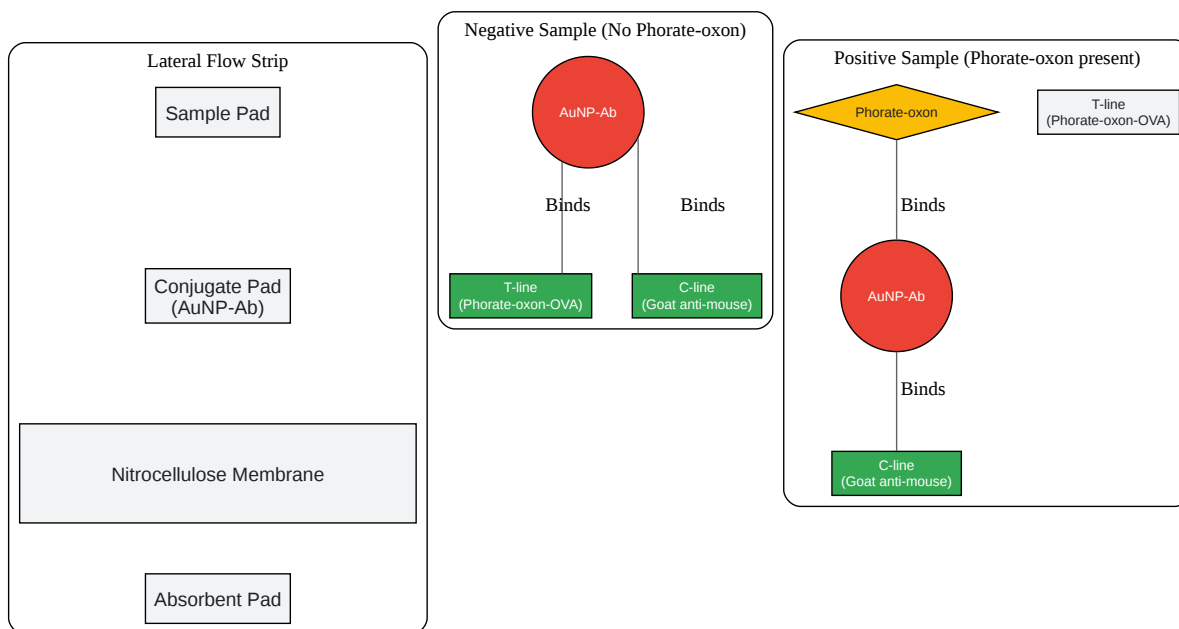 Lateral Flow Strip
Sample Pad
Conjugate Pad
(AuNP-Ab)
Nitrocellulose Membrane
Absorbent Pad
Negative Sample (No Phorate-oxon)
AuNP-Ab
Binds
Binds
T-line
(Phorate-oxon-OVA)
C-line
(Goat anti-mouse)
Positive Sample (Phorate-oxon present)
Phorate-oxon
T-line
(Phorate-oxon-OVA)
Binds
AuNP-Ab
Binds
C-line
(Goat anti-mouse)